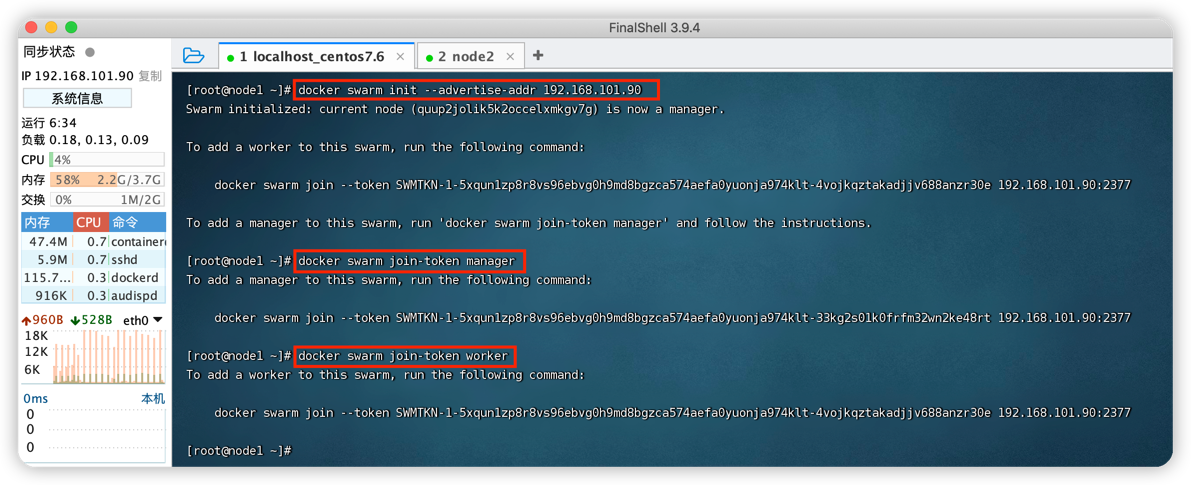 FinalShell 3.9.4
同步状态
IP 192.168.101.90 复制
系统信息
运行 6:34
负载 0.18, 0.13, 0.09
CPU 4%
内存 58% 2.2G/3.7G
交换 0% 1M/2G
内存 CPU 命令
47.4M 0.7 container
5.9M 0.7 sshd
115.7... 0.3 dockerd
916K 0.3 audispd
960B 528B eth0
18K
12K
6K
0ms 本机
0
0
0
1 localhost_centos7.6 × 2 node2 × +
[root@node1 ~]# docker swarm init --advertise-addr 192.168.101.90
Swarm initialized: current node (quup2jolik5k2occelxmkgv7g) is now a manager.
To add a worker to this swarm, run the following command:
docker swarm join --token SWMTKN-1-5xqun1zp8r8vs96ebvg0h9md8bgzca574aefa0yuonja974klt-4vojkqztakadjjv688anzr30e 192.168.101.90:2377
To add a manager to this swarm, run 'docker swarm join-token manager' and follow the instructions.
[root@node1 ~]# docker swarm join-token manager
To add a manager to this swarm, run the following command:
docker swarm join --token SWMTKN-1-5xqun1zp8r8vs96ebvg0h9md8bgzca574aefa0yuonja974klt-33kg2s01k0frfm32wn2ke48rt 192.168.101.90:2377
[root@node1 ~]# docker swarm join-token worker
To add a worker to this swarm, run the following command:
docker swarm join --token SWMTKN-1-5xqun1zp8r8vs96ebvg0h9md8bgzca574aefa0yuonja974klt-4vojkqztakadjjv688anzr30e 192.168.101.90:2377
[root@node1 ~]#